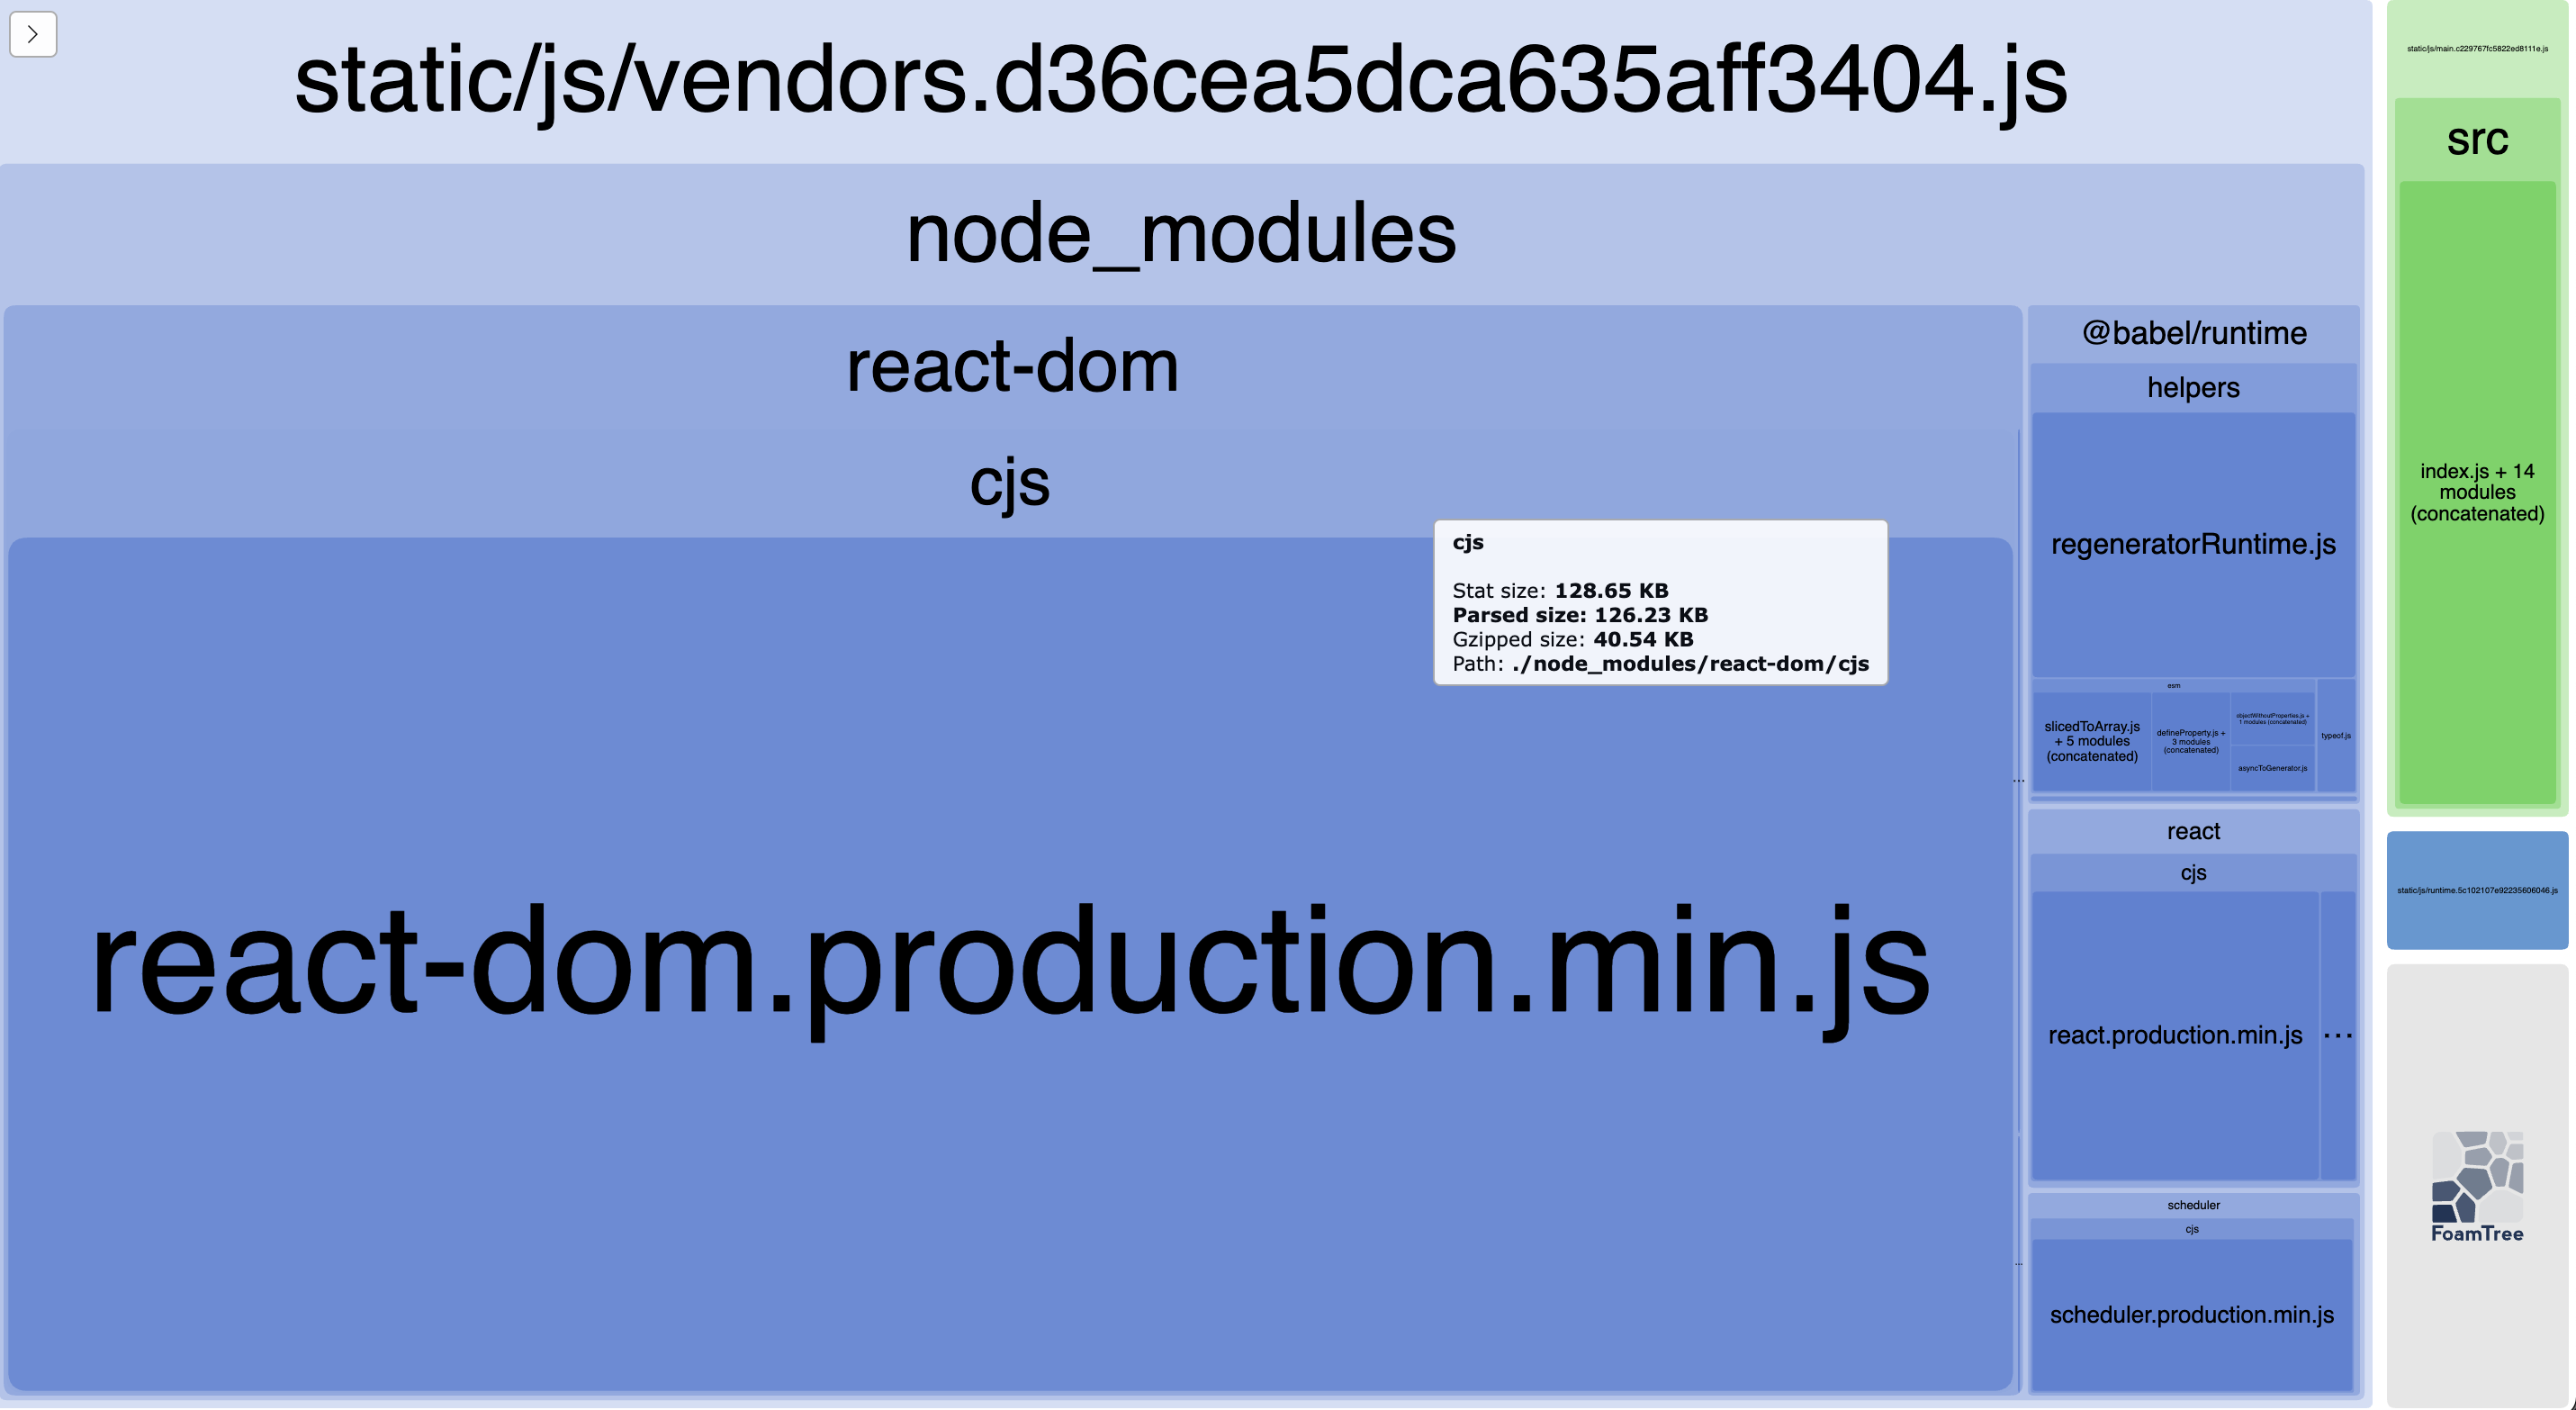 static/js/vendors.d36cea5dca635aff3404.js
node_modules
react-dom
cjs
react-dom.production.min.js
cjs
Stat size: 128.65 KB
Parsed size: 126.23 KB
Gzipped size: 40.54 KB
Path: ./node_modules/react-dom/cjs
...
...
@babel/runtime
helpers
regeneratorRuntime.js
esm
slicedToArray.js
+ 5 modules
(concatenated)
defineProperty.js +
3 modules
(concatenated)
objectWithoutProperties.js +
1 modules (concatenated)
asyncToGenerator.js
typeof.js
react
cjs
react.production.min.js
...
scheduler
cjs
scheduler.production.min.js
static/js/main.c229767fc5822ed8111e.js
src
index.js + 14
modules
(concatenated)
static/js/runtime.5c102107e92235606046.js
FoamTree